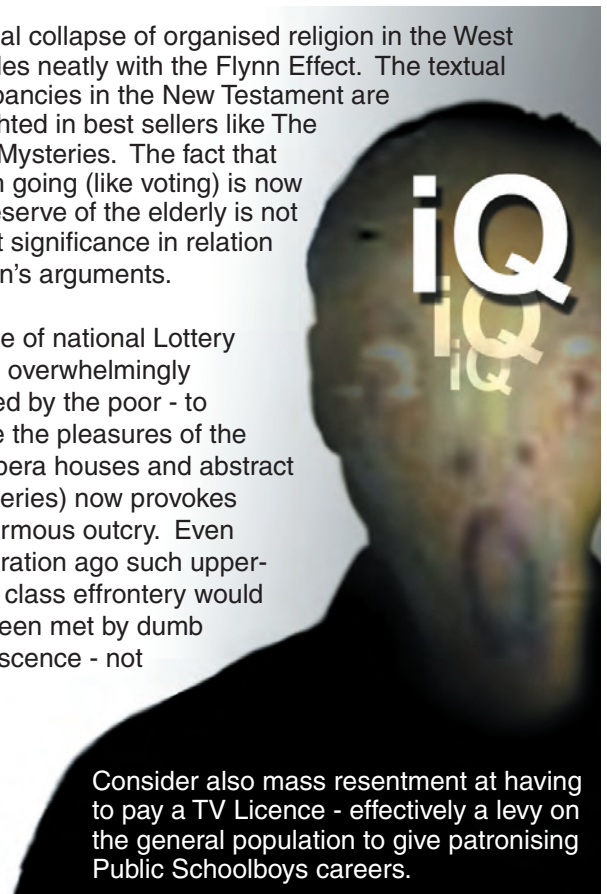 al collapse of organised religion in the West
les neatly with the Flynn Effect. The textual
pancies in the New Testament are
hted in best sellers like The
Mysteries. The fact that
n going (like voting) is now
eserve of the elderly is not
t significance in relation
n's arguments.
e of national Lottery
overwhelmingly
ed by the poor - to
e the pleasures of the
pera houses and abstract
eries) now provokes
rmous outcry. Even
ration ago such upper-
class effrontery would
een met by dumb
scence - not
iQ
iQ
iQ
Consider also mass resentment at having
to pay a TV Licence - effectively a levy on
the general population to give patronising
Public Schoolboys careers.